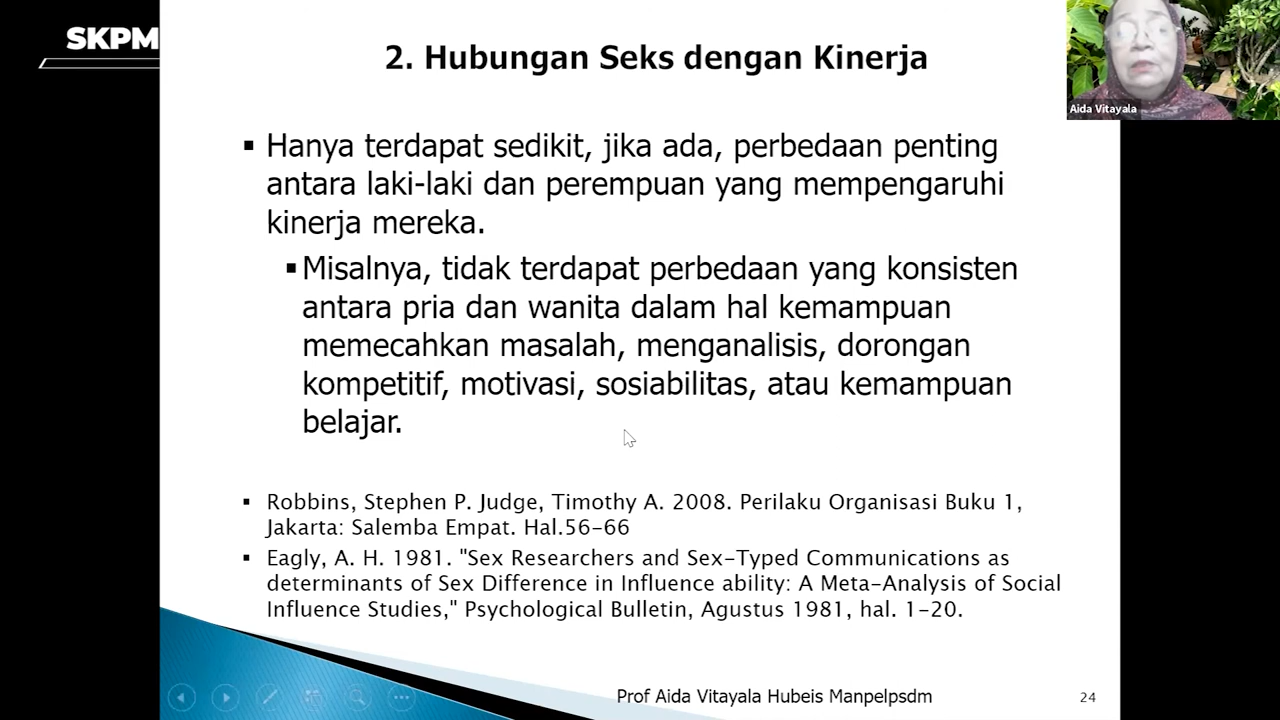 SKPM
2. Hubungan Seks dengan Kinerja
Aida Vitayala
▪ Hanya terdapat sedikit, jika ada, perbedaan penting
antara laki-laki dan perempuan yang mempengaruhi
kinerja mereka.
▪ Misalnya, tidak terdapat perbedaan yang konsisten
antara pria dan wanita dalam hal kemampuan
memecahkan masalah, menganalisis, dorongan
kompetitif, motivasi, sosiabilitas, atau kemampuan
belajar.
▪ Robbins, Stephen P. Judge, Timothy A. 2008. Perilaku Organisasi Buku 1,
Jakarta: Salemba Empat. Hal.56-66
▪ Eagly, A. H. 1981. "Sex Researchers and Sex-Typed Communications as
determinants of Sex Difference in Influence ability: A Meta-Analysis of Social
Influence Studies," Psychological Bulletin, Agustus 1981, hal. 1-20.
Prof Aida Vitayala Hubeis Manpelpsdm
24